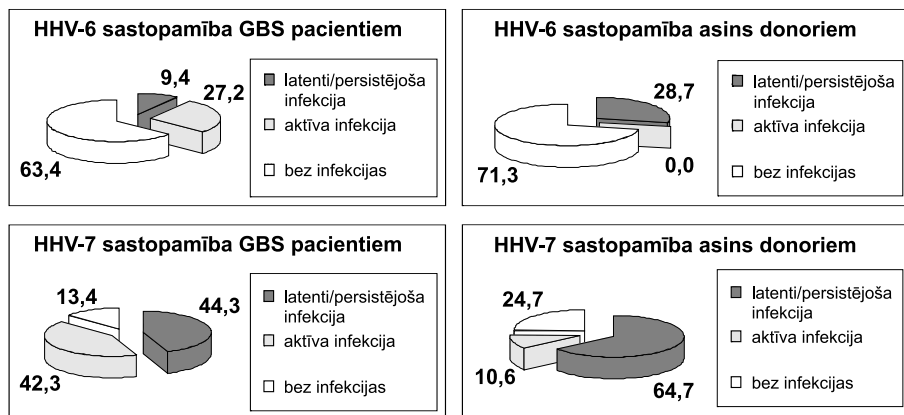 HHV-6 sastopamība GBS pacientiem
9,4
27,2
63,4
latenti/persistējoša
infekcija
aktīva infekcija
bez infekcijas
HHV-6 sastopamība asins donoriem
28,7
0,0
71,3
latenti/persistējoša
infekcija
aktīva infekcija
bez infekcijas
HHV-7 sastopamība GBS pacientiem
13,4
44,3
42,3
latenti/persistējoša
infekcija
aktīva infekcija
bez infekcijas
HHV-7 sastopamība asins donoriem
24,7
10,6
64,7
latenti/persistējoša
infekcija
aktīva infekcija
bez infekcijas